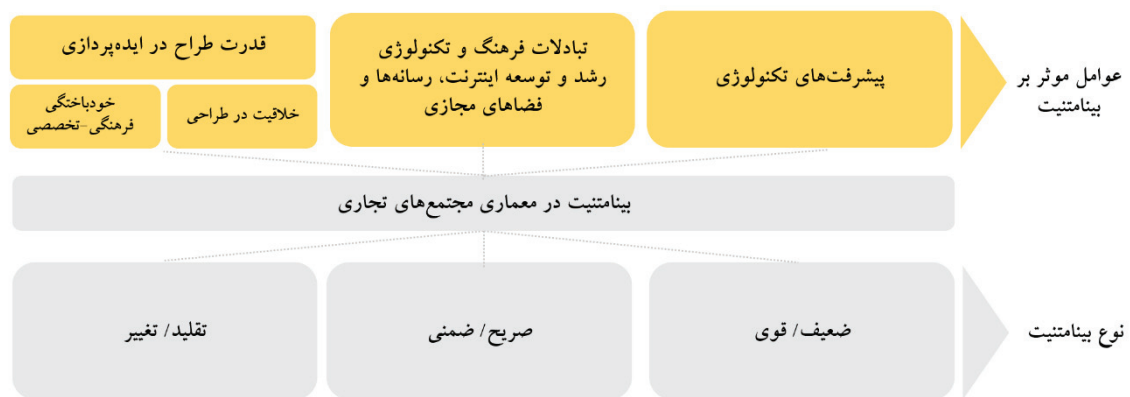 عوامل موثر بر
بینامتنیت
پیشرفت‌های تکنولوژی
تبادلات فرهنگ و تکنولوژی
رشد و توسعه اینترنت، رسانه‌ها و
فضاهای مجازی
قدرت طراح در ایده‌پردازی
خلاقیت در طراحی
خودباختگی
فرهنگی-تخصصی
بینامتنیت در معماری مجتمع‌های تجاری
نوع بینامتنیت
ضعیف/ قوی
صریح/ ضمنی
تقلید/ تغییر